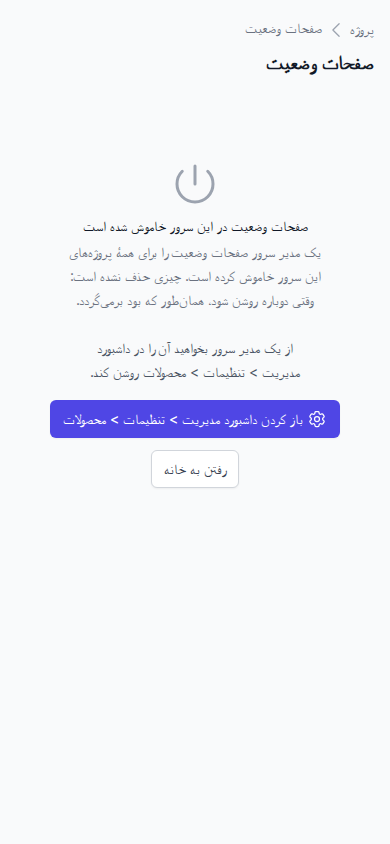 پروژه
صفحات وضعیت
صفحات وضعیت
صفحات وضعیت در این سرور خاموش شده است
یک مدیر سرور صفحات وضعیت را برای همهٔ پروژه‌های
این سرور خاموش کرده است. چیزی حذف نشده است:
وقتی دوباره روشن شود، همان‌طور که بود برمی‌گردد.
از یک مدیر سرور بخواهید آن را در داشبورد
مدیریت > تنظیمات > محصولات روشن کند.
باز کردن داشبورد مدیریت > تنظیمات > محصولات
رفتن به خانه